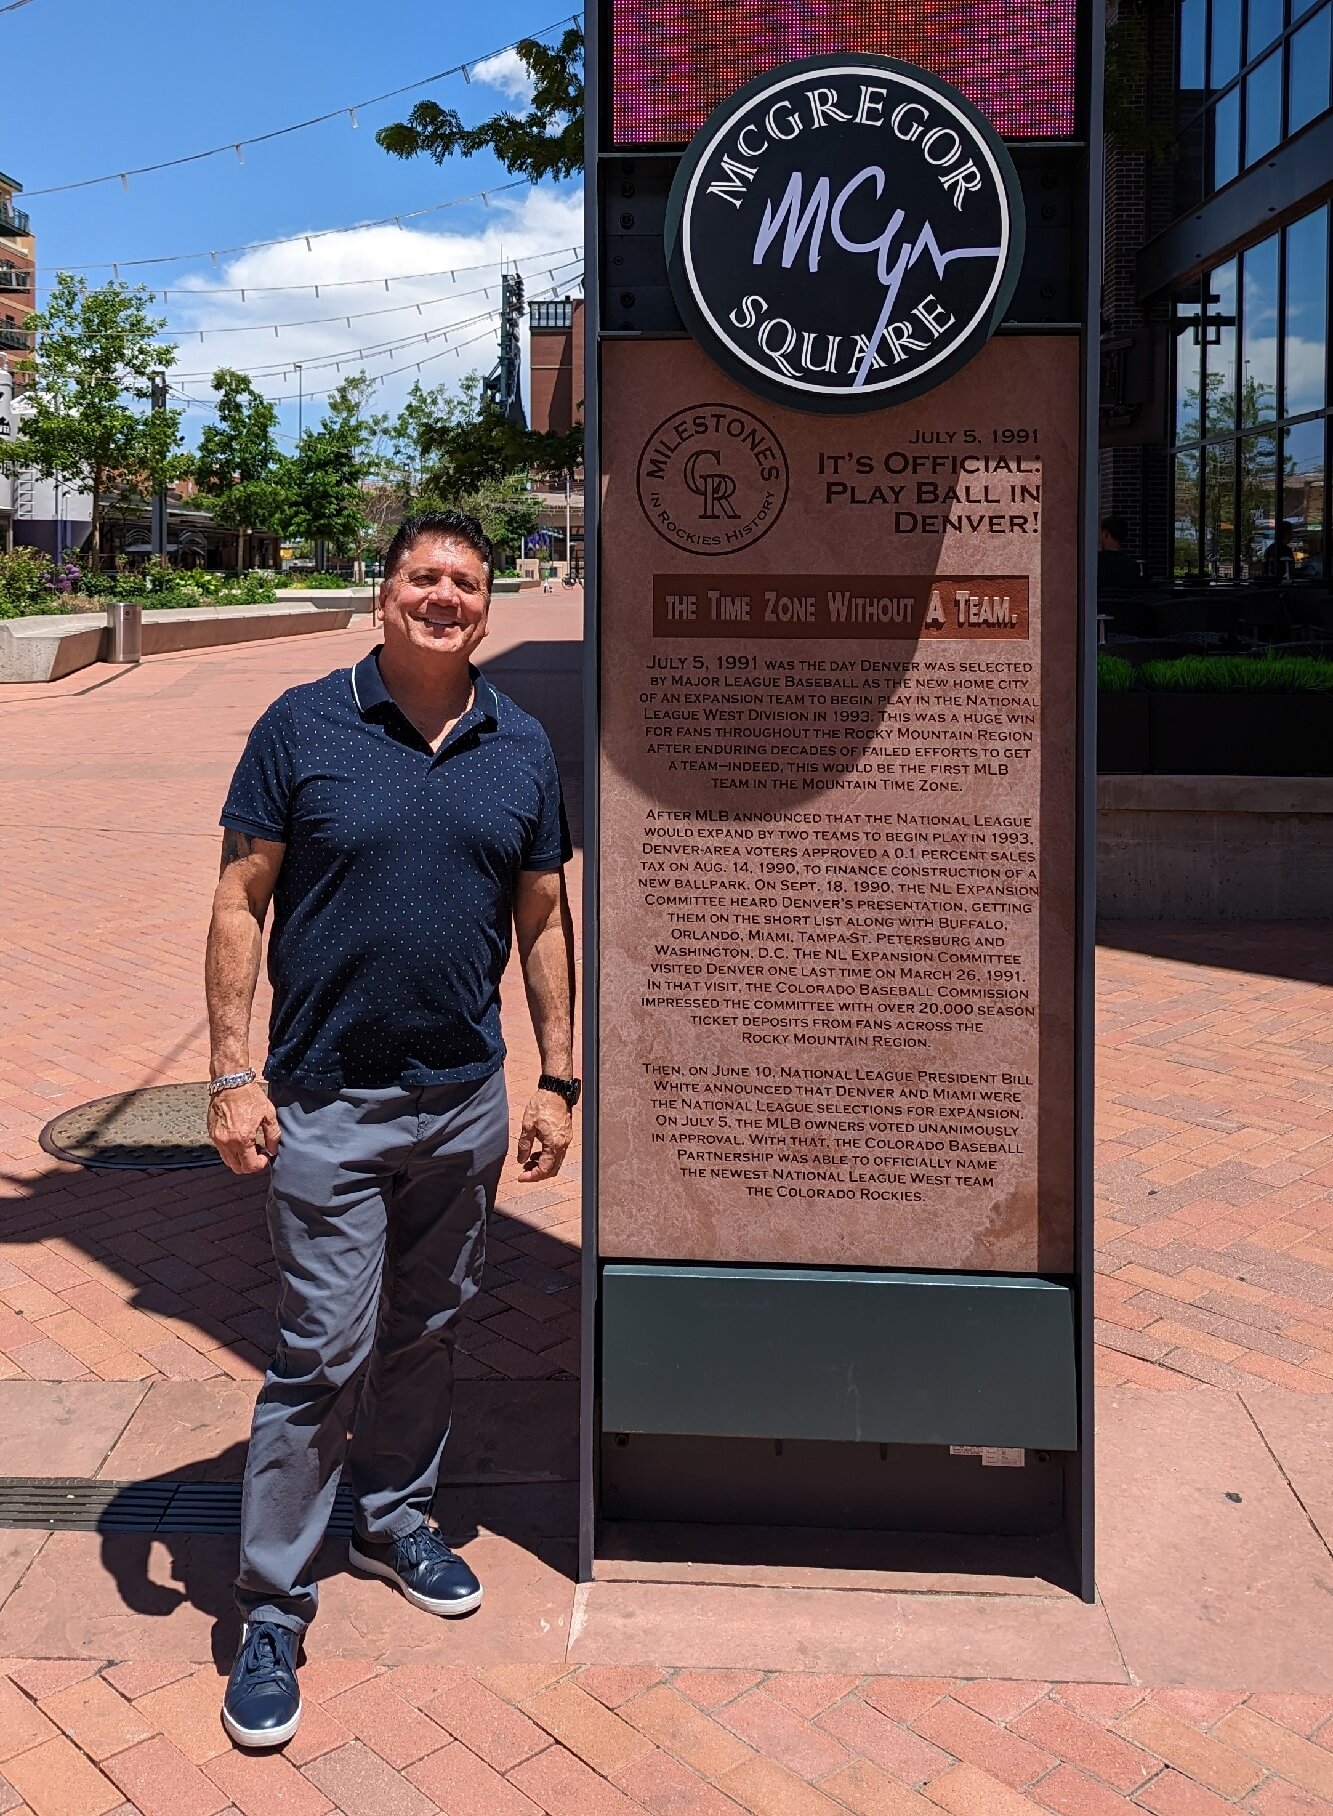 McGREGOR
McG
SQUARE
MILESTONES
CR
IN ROCKIES HISTORY
JULY 5, 1991
IT'S OFFICIAL:
PLAY BALL IN
DENVER!
THE TIME ZONE WITHOUT A TEAM.
JULY 5, 1991 WAS THE DAY DENVER WAS SELECTED
BY MAJOR LEAGUE BASEBALL AS THE NEW HOME CITY
OF AN EXPANSION TEAM TO BEGIN PLAY IN THE NATIONAL
LEAGUE WEST DIVISION IN 1993. THIS WAS A HUGE WIN
FOR FANS THROUGHOUT THE ROCKY MOUNTAIN REGION
AFTER ENDURING DECADES OF FAILED EFFORTS TO GET
A TEAM—INDEED, THIS WOULD BE THE FIRST MLB
TEAM IN THE MOUNTAIN TIME ZONE.
AFTER MLB ANNOUNCED THAT THE NATIONAL LEAGUE
WOULD EXPAND BY TWO TEAMS TO BEGIN PLAY IN 1993,
DENVER-AREA VOTERS APPROVED A 0.1 PERCENT SALES
TAX ON AUG. 14, 1990, TO FINANCE CONSTRUCTION OF A
NEW BALLPARK. ON SEPT. 18, 1990, THE NL EXPANSION
COMMITTEE HEARD DENVER'S PRESENTATION, GETTING
THEM ON THE SHORT LIST ALONG WITH BUFFALO,
ORLANDO, MIAMI, TAMPA-ST. PETERSBURG AND
WASHINGTON, D.C. THE NL EXPANSION COMMITTEE
VISITED DENVER ONE LAST TIME ON MARCH 26, 1991.
IN THAT VISIT, THE COLORADO BASEBALL COMMISSION
IMPRESSED THE COMMITTEE WITH OVER 20,000 SEASON
TICKET DEPOSITS FROM FANS ACROSS THE
ROCKY MOUNTAIN REGION.
THEN, ON JUNE 10, NATIONAL LEAGUE PRESIDENT BILL
WHITE ANNOUNCED THAT DENVER AND MIAMI WERE
THE NATIONAL LEAGUE SELECTIONS FOR EXPANSION.
ON JULY 5, THE MLB OWNERS VOTED UNANIMOUSLY
IN APPROVAL. WITH THAT, THE COLORADO BASEBALL
PARTNERSHIP WAS ABLE TO OFFICIALLY NAME
THE NEWEST NATIONAL LEAGUE WEST TEAM
THE COLORADO ROCKIES.